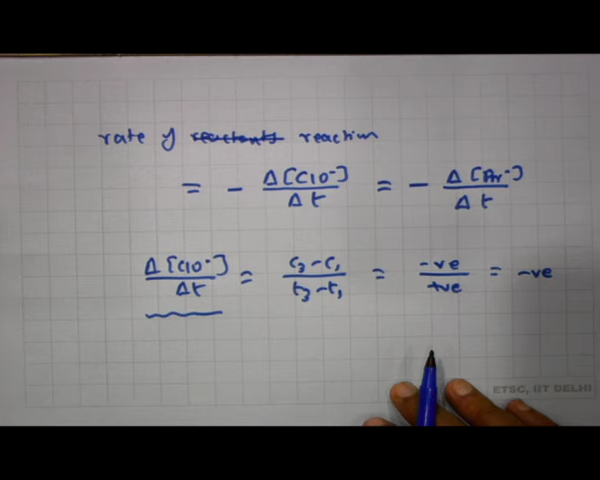 rate of reactants reaction
= - Δ[ClO⁻]/Δt = - Δ[Br⁻]/Δt
Δ[ClO⁻]/Δt = (c₂-c₁)/(t₂-t₁) = -ve/+ve = -ve
ETSC, IIT DELHI